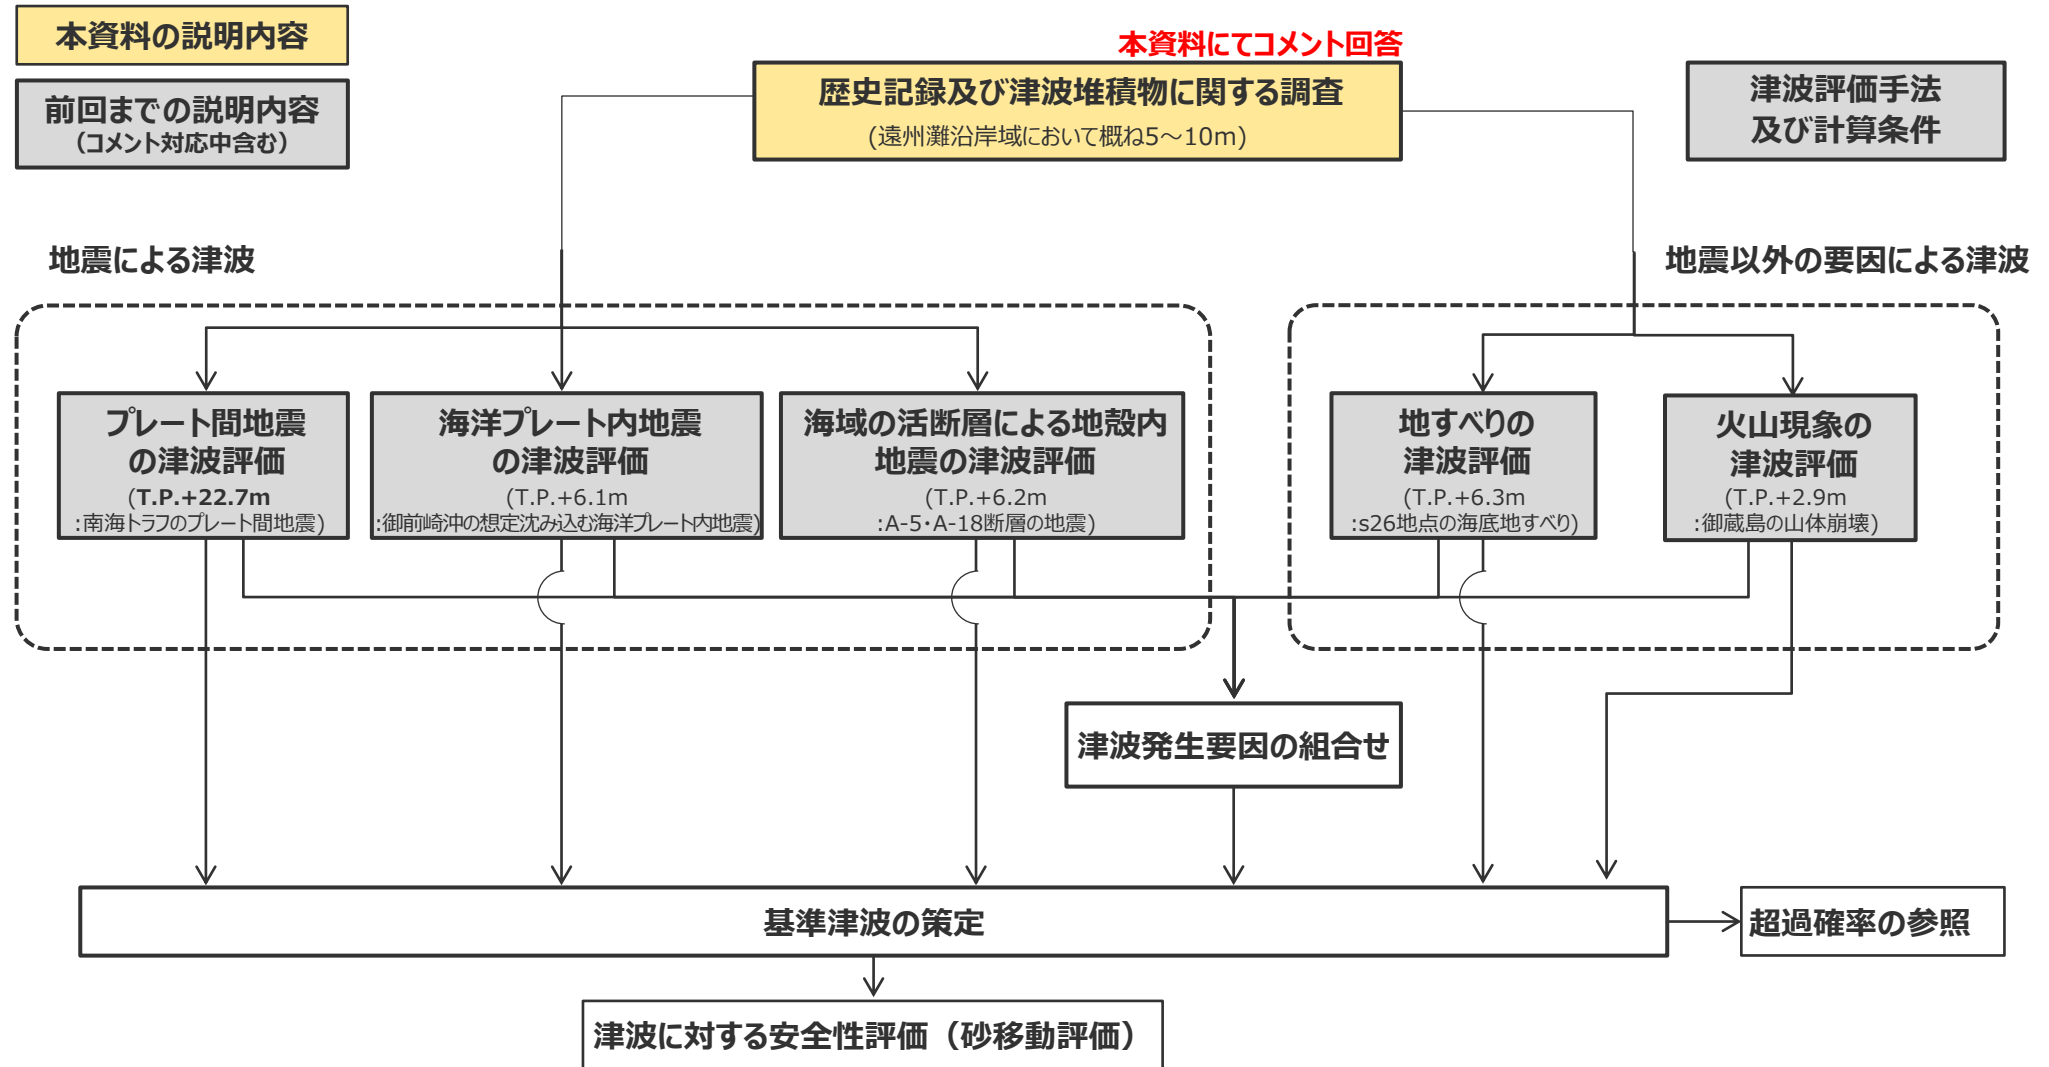 本資料の説明内容
前回までの説明内容
(コメント対応中含む)
本資料にてコメント回答
歴史記録及び津波堆積物に関する調査
(遠州灘沿岸域において概ね5～10m)
津波評価手法
及び計算条件
地震による津波
地震以外の要因による津波
プレート間地震
の津波評価
(T.P.+22.7m
:南海トラフのプレート間地震)
海洋プレート内地震
の津波評価
(T.P.+6.1m
:御前崎沖の想定沈み込む海洋プレート内地震)
海域の活断層による地殻内
地震の津波評価
(T.P.+6.2m
:A-5・A-18断層の地震)
地すべりの
津波評価
(T.P.+6.3m
:s26地点の海底地すべり)
火山現象の
津波評価
(T.P.+2.9m
:御蔵島の山体崩壊)
津波発生要因の組合せ
基準津波の策定
超過確率の参照
津波に対する安全性評価（砂移動評価）